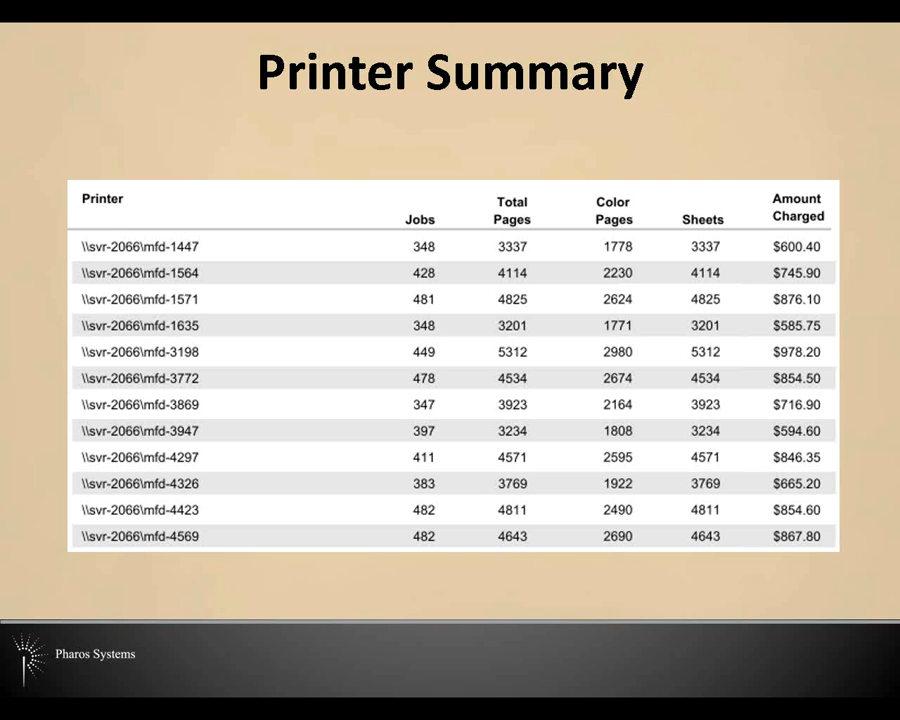 Printer Summary
Printer Jobs Total Pages Color Pages Sheets Amount Charged
\\svr-2066\mfd-1447 348 3337 1778 3337 $600.40
\\svr-2066\mfd-1564 428 4114 2230 4114 $745.90
\\svr-2066\mfd-1571 481 4825 2624 4825 $876.10
\\svr-2066\mfd-1635 348 3201 1771 3201 $585.75
\\svr-2066\mfd-3198 449 5312 2980 5312 $978.20
\\svr-2066\mfd-3772 478 4534 2674 4534 $854.50
\\svr-2066\mfd-3869 347 3923 2164 3923 $716.90
\\svr-2066\mfd-3947 397 3234 1808 3234 $594.60
\\svr-2066\mfd-4297 411 4571 2595 4571 $846.35
\\svr-2066\mfd-4326 383 3769 1922 3769 $665.20
\\svr-2066\mfd-4423 482 4811 2490 4811 $854.60
\\svr-2066\mfd-4569 482 4643 2690 4643 $867.80
Pharos Systems